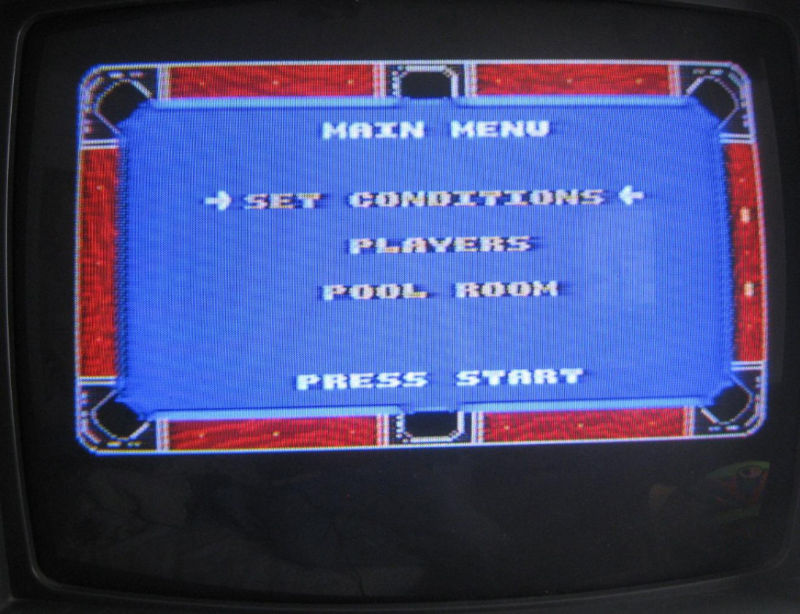 MAIN MENU
→SET CONDITIONS←
PLAYERS
POOL ROOM
PRESS START